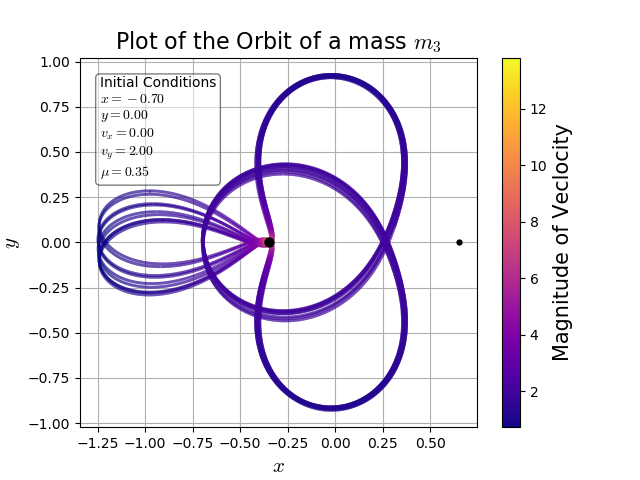 Plot of the Orbit of a mass $m_3$
Initial Conditions
x = −0.70
y = 0.00
v_x = 0.00
v_y = 2.00
μ = 0.35
1.00
0.75
0.50
0.25
0.00
−0.25
−0.50
−0.75
−1.00
y
−1.25 −1.00 −0.75 −0.50 −0.25 0.00 0.25 0.50
x
12
10
8
6
4
2
Magnitude of Veclocity